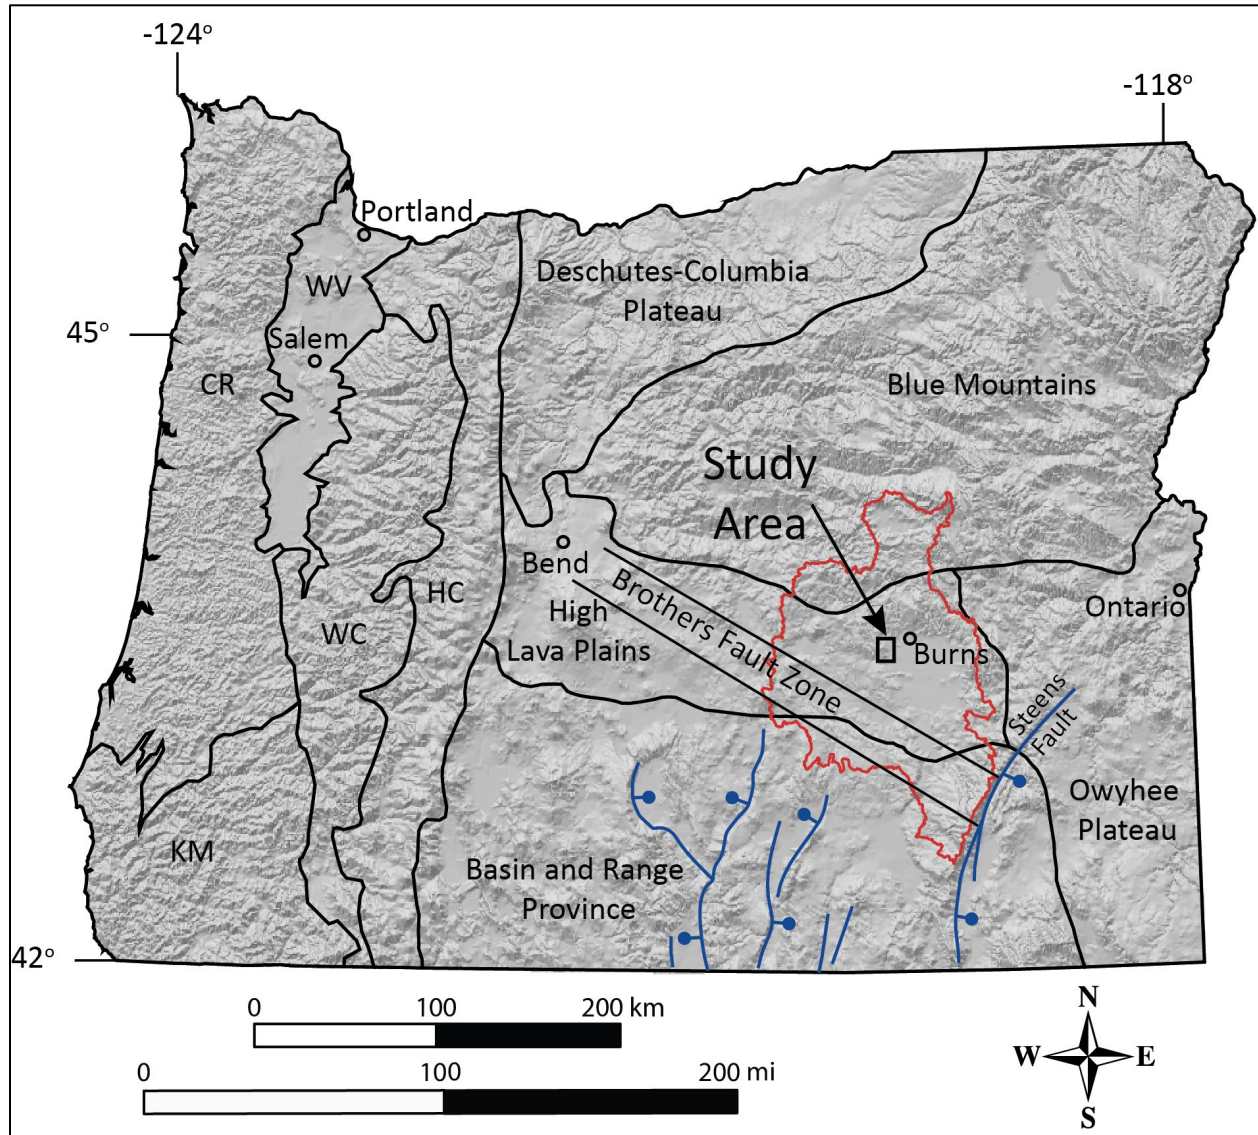 -124°
-118°
Portland
Deschutes-Columbia
Plateau
WV
45°
Salem
CR
Blue Mountains
Study
Area
Bend
Brothers Fault Zone
HC
High
Lava Plains
Ontario
WC
Burns
Steens
Fault
Owyhee
Plateau
KM
Basin and Range
Province
42°
0 100 200 km
0 100 200 mi
N
W E
S